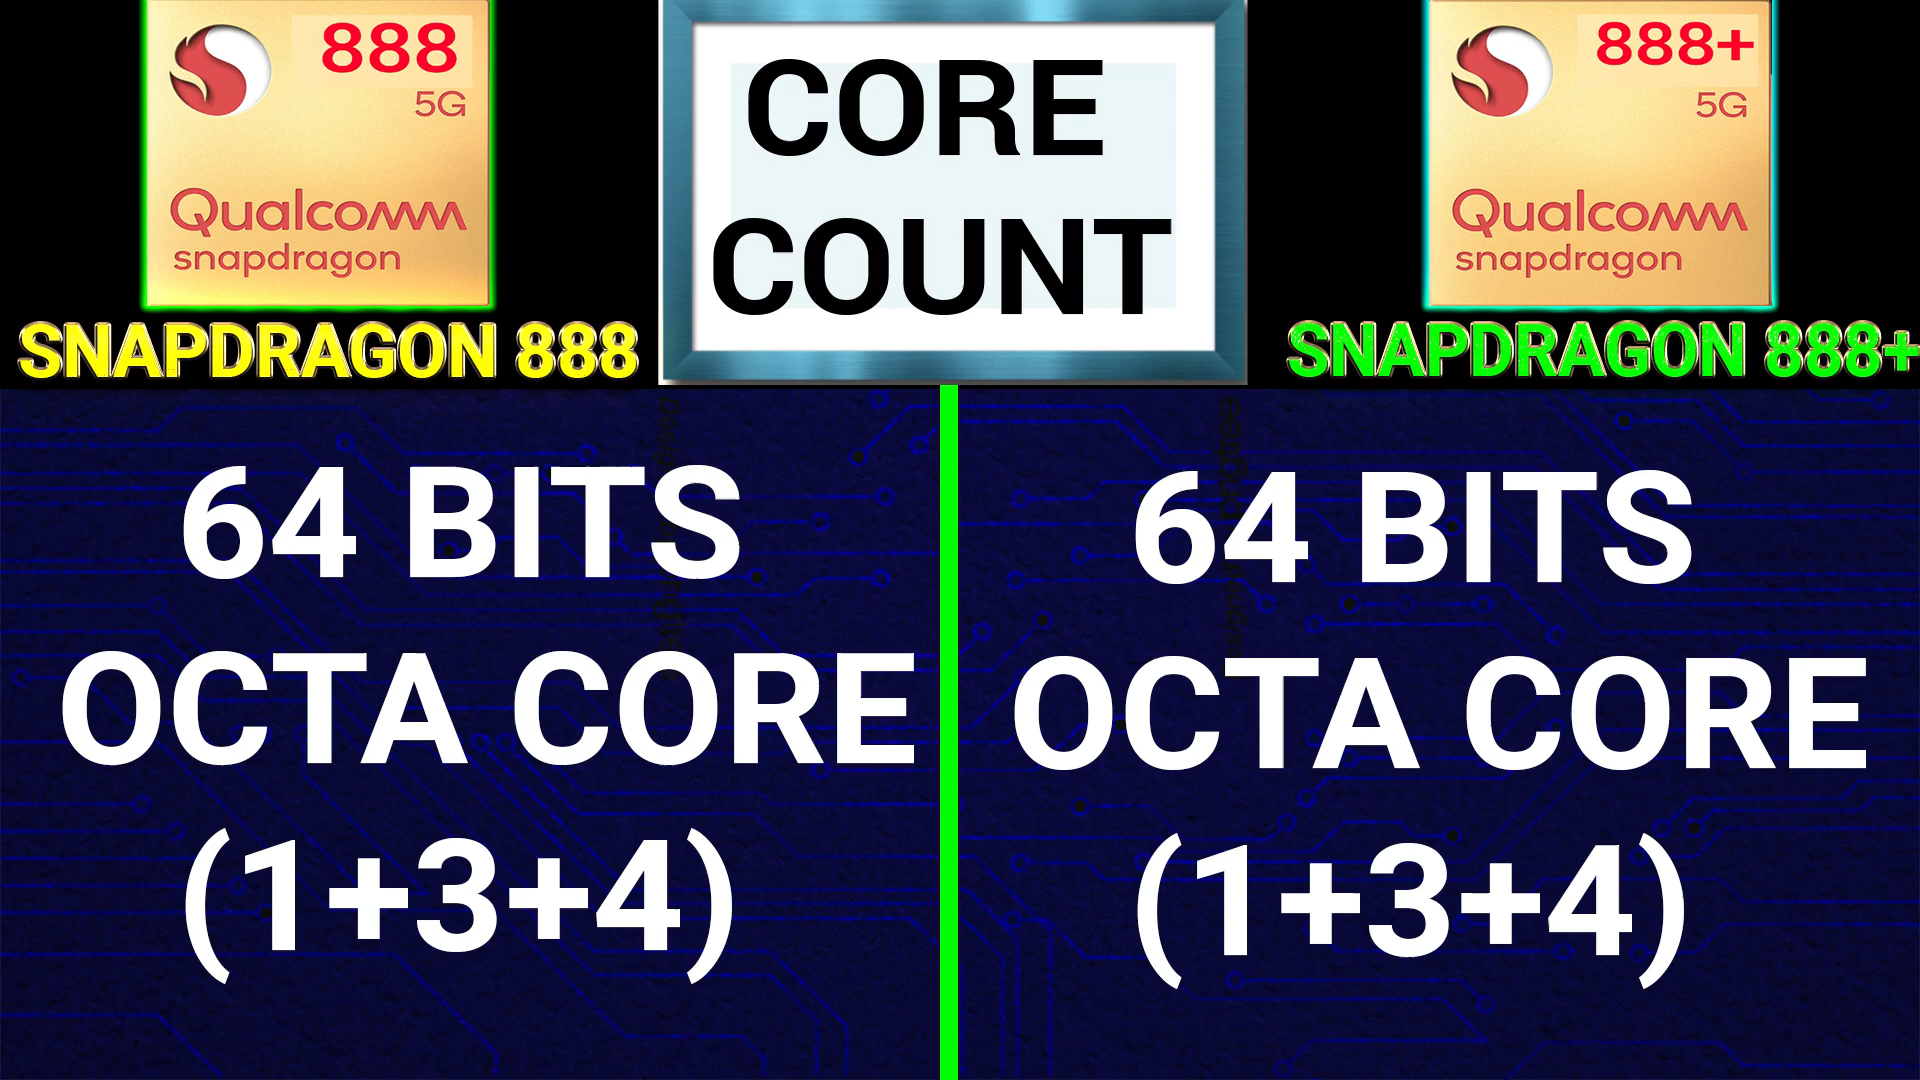 888
5G
Qualcomm
snapdragon
SNAPDRAGON 888
CORE
COUNT
888+
5G
Qualcomm
snapdragon
SNAPDRAGON 888+
64 BITS
OCTA CORE
(1+3+4)
64 BITS
OCTA CORE
(1+3+4)